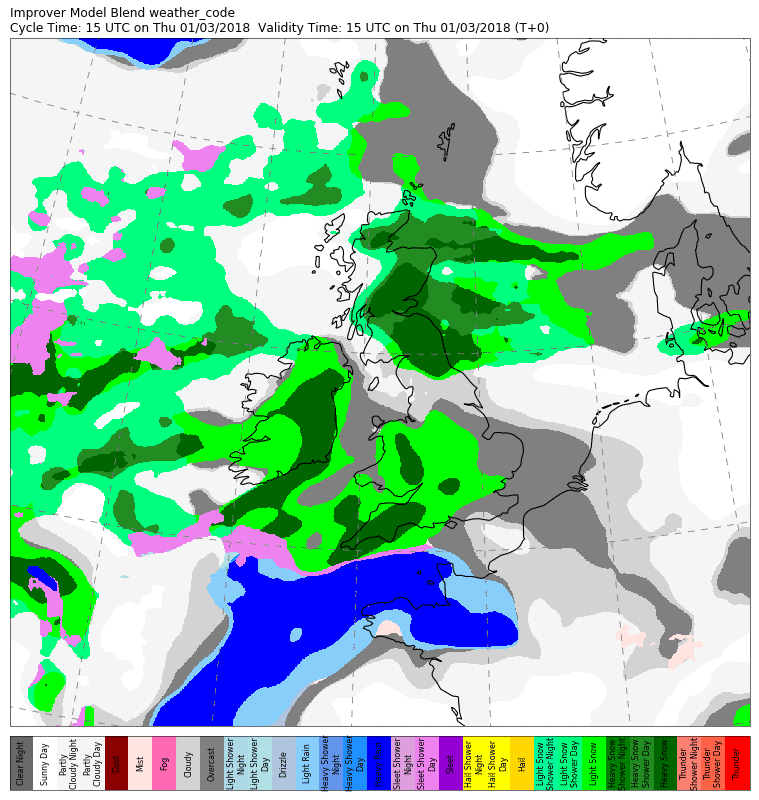 Improver Model Blend weather_code
Cycle Time: 15 UTC on Thu 01/03/2018  Validity Time: 15 UTC on Thu 01/03/2018 (T+0)
Clear Night
Sunny Day
Partly
Cloudy Night
Partly
Cloudy Day
Dust
Mist
Fog
Cloudy
Overcast
Light Shower
Night
Light Shower
Day
Drizzle
Light Rain
Heavy Shower
Night
Heavy Shower
Day
Heavy Rain
Sleet Shower
Night
Sleet Shower
Day
Sleet
Hail Shower
Night
Hail Shower
Day
Hail
Light Snow
Shower Night
Light Snow
Shower Day
Light Snow
Heavy Snow
Shower Night
Heavy Snow
Shower Day
Heavy Snow
Thunder
Shower Night
Thunder
Shower Day
Thunder